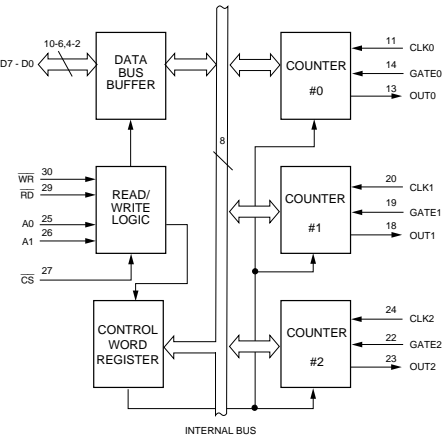 10-6,4-2
D7 - D0
DATA
BUS
BUFFER
COUNTER
#0
11
CLK0
14
GATE0
13
OUT0
8
WR
30
RD
29
A0
25
A1
26
CS
27
READ/
WRITE
LOGIC
COUNTER
#1
20
CLK1
19
GATE1
18
OUT1
CONTROL
WORD
REGISTER
COUNTER
#2
24
CLK2
22
GATE2
23
OUT2
INTERNAL BUS